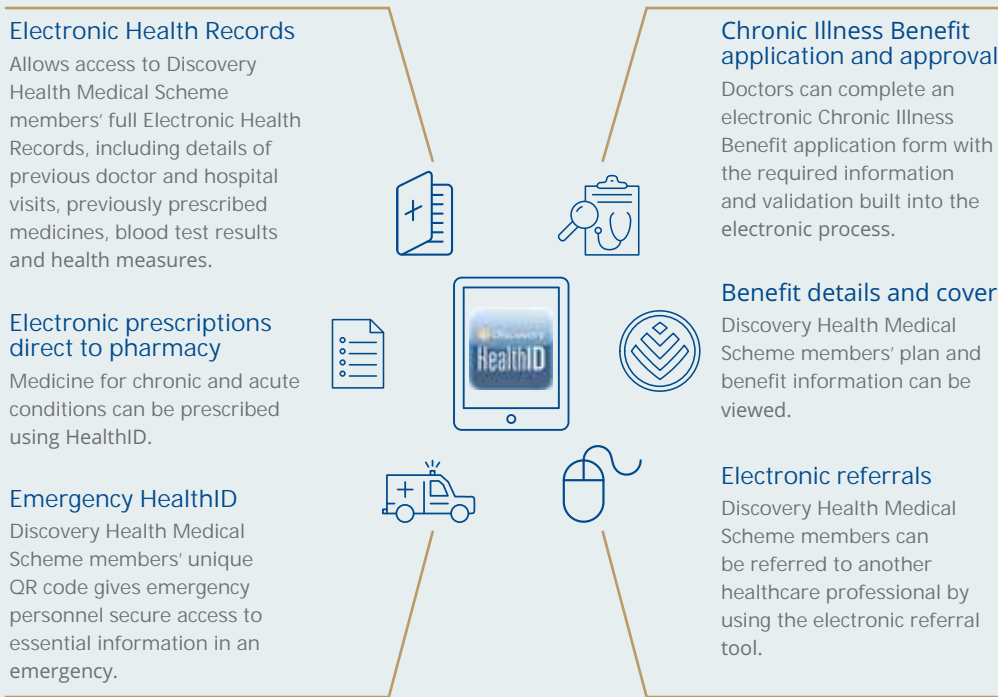 Electronic Health Records
Allows access to Discovery
Health Medical Scheme
members' full Electronic Health
Records, including details of
previous doctor and hospital
visits, previously prescribed
medicines, blood test results
and health measures.
Electronic prescriptions
direct to pharmacy
Medicine for chronic and acute
conditions can be prescribed
using HealthID.
Emergency HealthID
Discovery Health Medical
Scheme members' unique
QR code gives emergency
personnel secure access to
essential information in an
emergency.
Discovery
HealthID
Chronic Illness Benefit
application and approval
Doctors can complete an
electronic Chronic Illness
Benefit application form with
the required information
and validation built into the
electronic process.
Benefit details and cover
Discovery Health Medical
Scheme members' plan and
benefit information can be
viewed.
Electronic referrals
Discovery Health Medical
Scheme members can
be referred to another
healthcare professional by
using the electronic referral
tool.